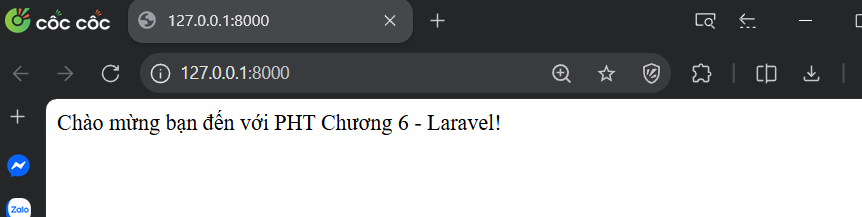 cốc cốc
127.0.0.1:8000
127.0.0.1:8000
Chào mừng bạn đến với PHT Chương 6 - Laravel!
Zalo